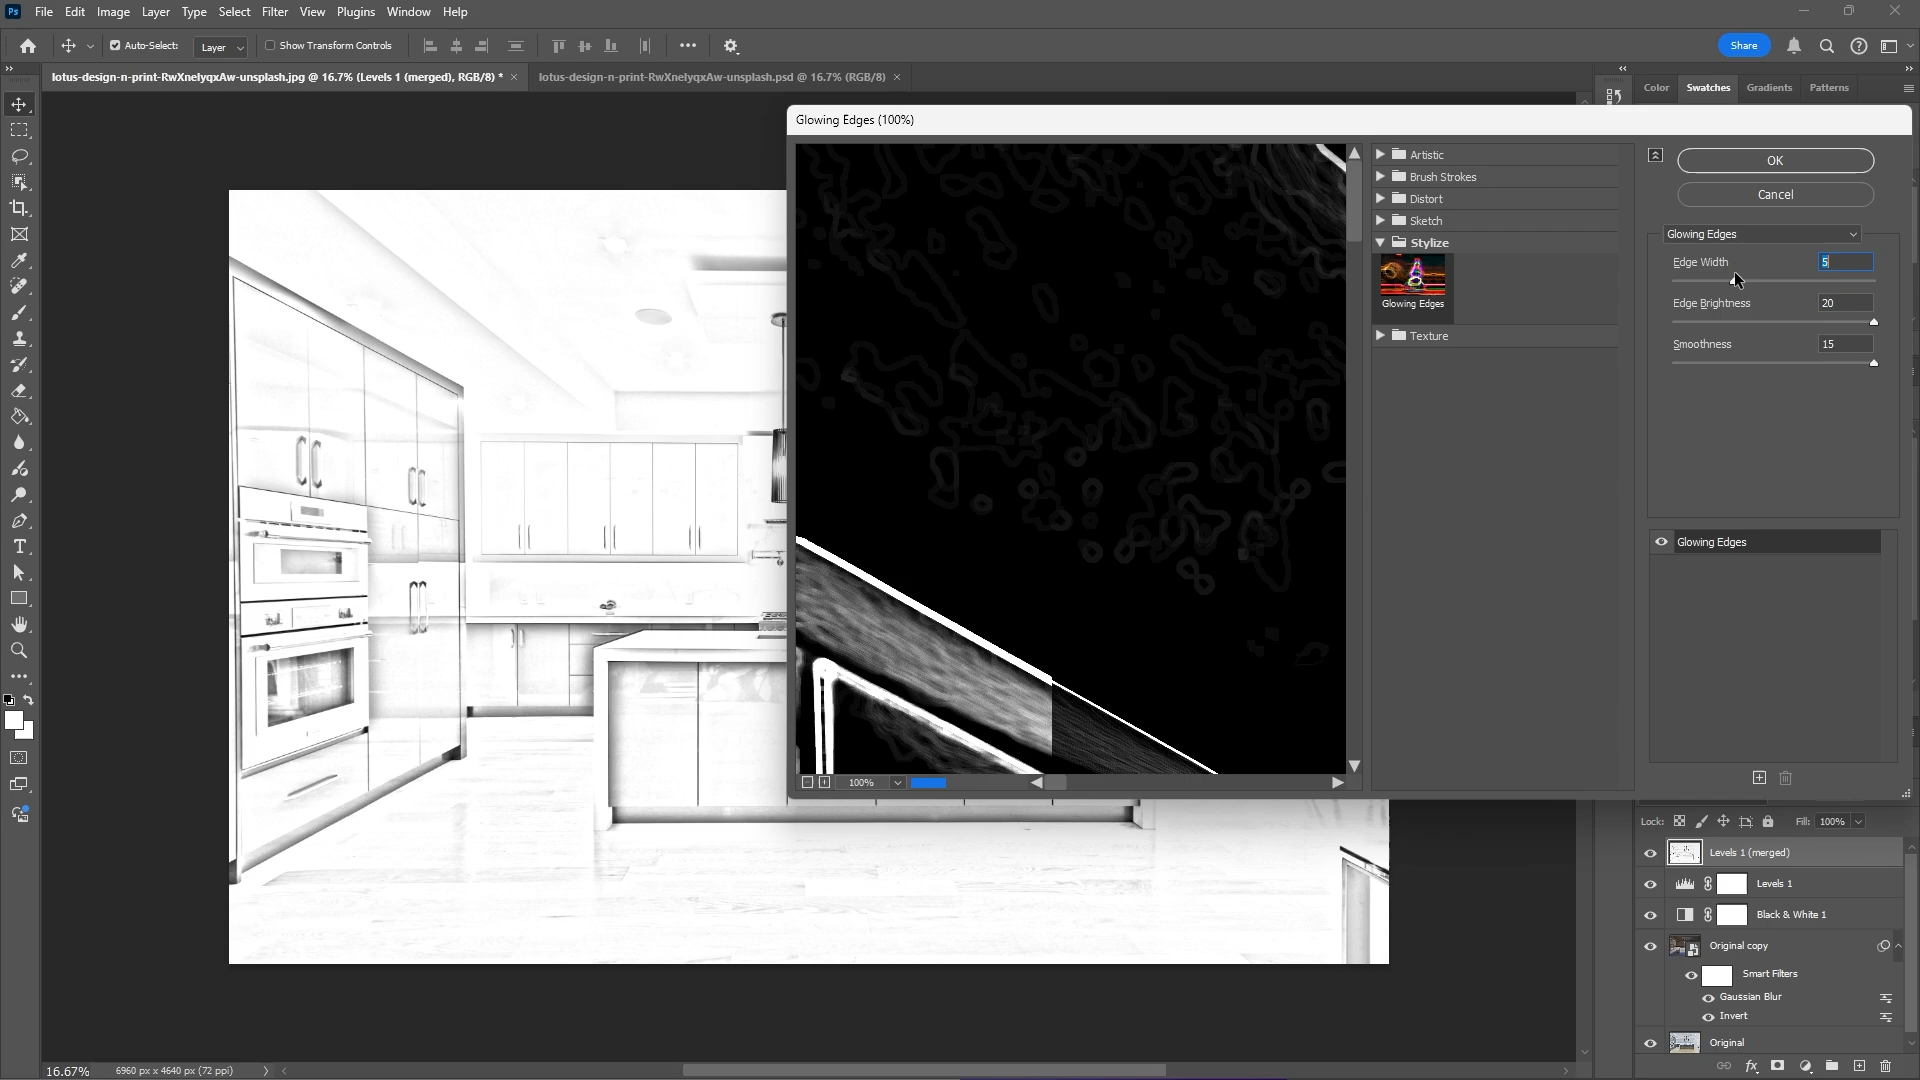 Ps File Edit Image Layer Type Select Filter View Plugins Window Help
Auto-Select: Layer Show Transform Controls Share
lotus-design-n-print-RwXneIyqxAw-unsplash.jpg @ 16.7% (Levels 1 (merged), RGB/8) * lotus-design-n-print-RwXneIyqxAw-unsplash.psd @ 16.7% (RGB/8)
Color Swatches Gradients Patterns
Glowing Edges (100%)
Artistic
Brush Strokes
Distort
Sketch
Stylize
Glowing Edges
Texture
OK
Cancel
Glowing Edges
Edge Width 5
Edge Brightness 20
Smoothness 15
Glowing Edges
100%
Lock: Fill: 100%
Levels 1 (merged)
Levels 1
Black & White 1
Original copy
Smart Filters
Gaussian Blur
Invert
Original
16.67% 6960 px x 4640 px (72 ppi)